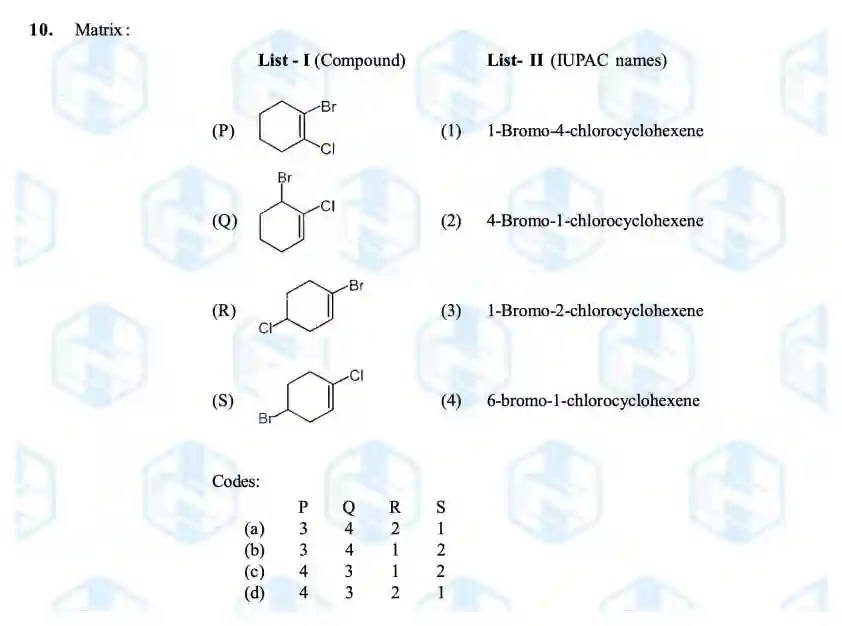 10. Matrix :
List - I (Compound) List- II (IUPAC names)
Br
(P) (1) 1-Bromo-4-chlorocyclohexene
Cl
Br
Cl
(Q) (2) 4-Bromo-1-chlorocyclohexene
Br
(R) (3) 1-Bromo-2-chlorocyclohexene
Cl
Cl
(S) (4) 6-bromo-1-chlorocyclohexene
Br
Codes:
P Q R S
(a) 3 4 2 1
(b) 3 4 1 2
(c) 4 3 1 2
(d) 4 3 2 1